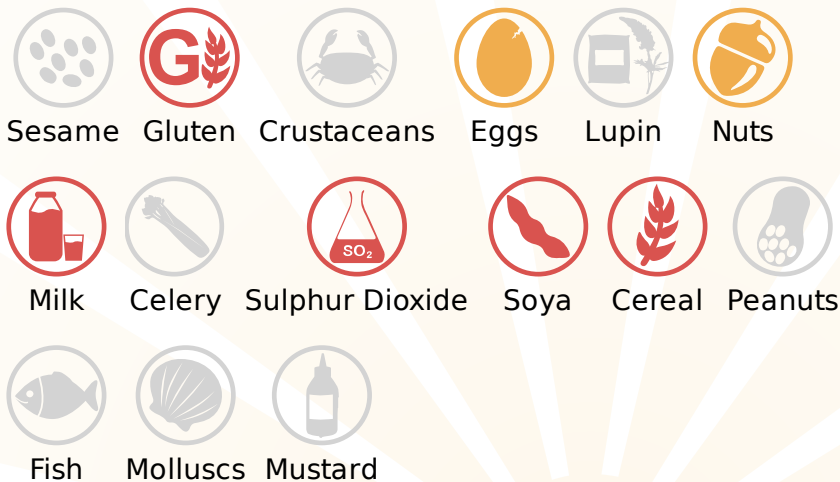 G
Sesame Gluten Crustaceans Eggs Lupin Nuts
SO₂
Milk Celery Sulphur Dioxide Soya Cereal Peanuts
Fish Molluscs Mustard